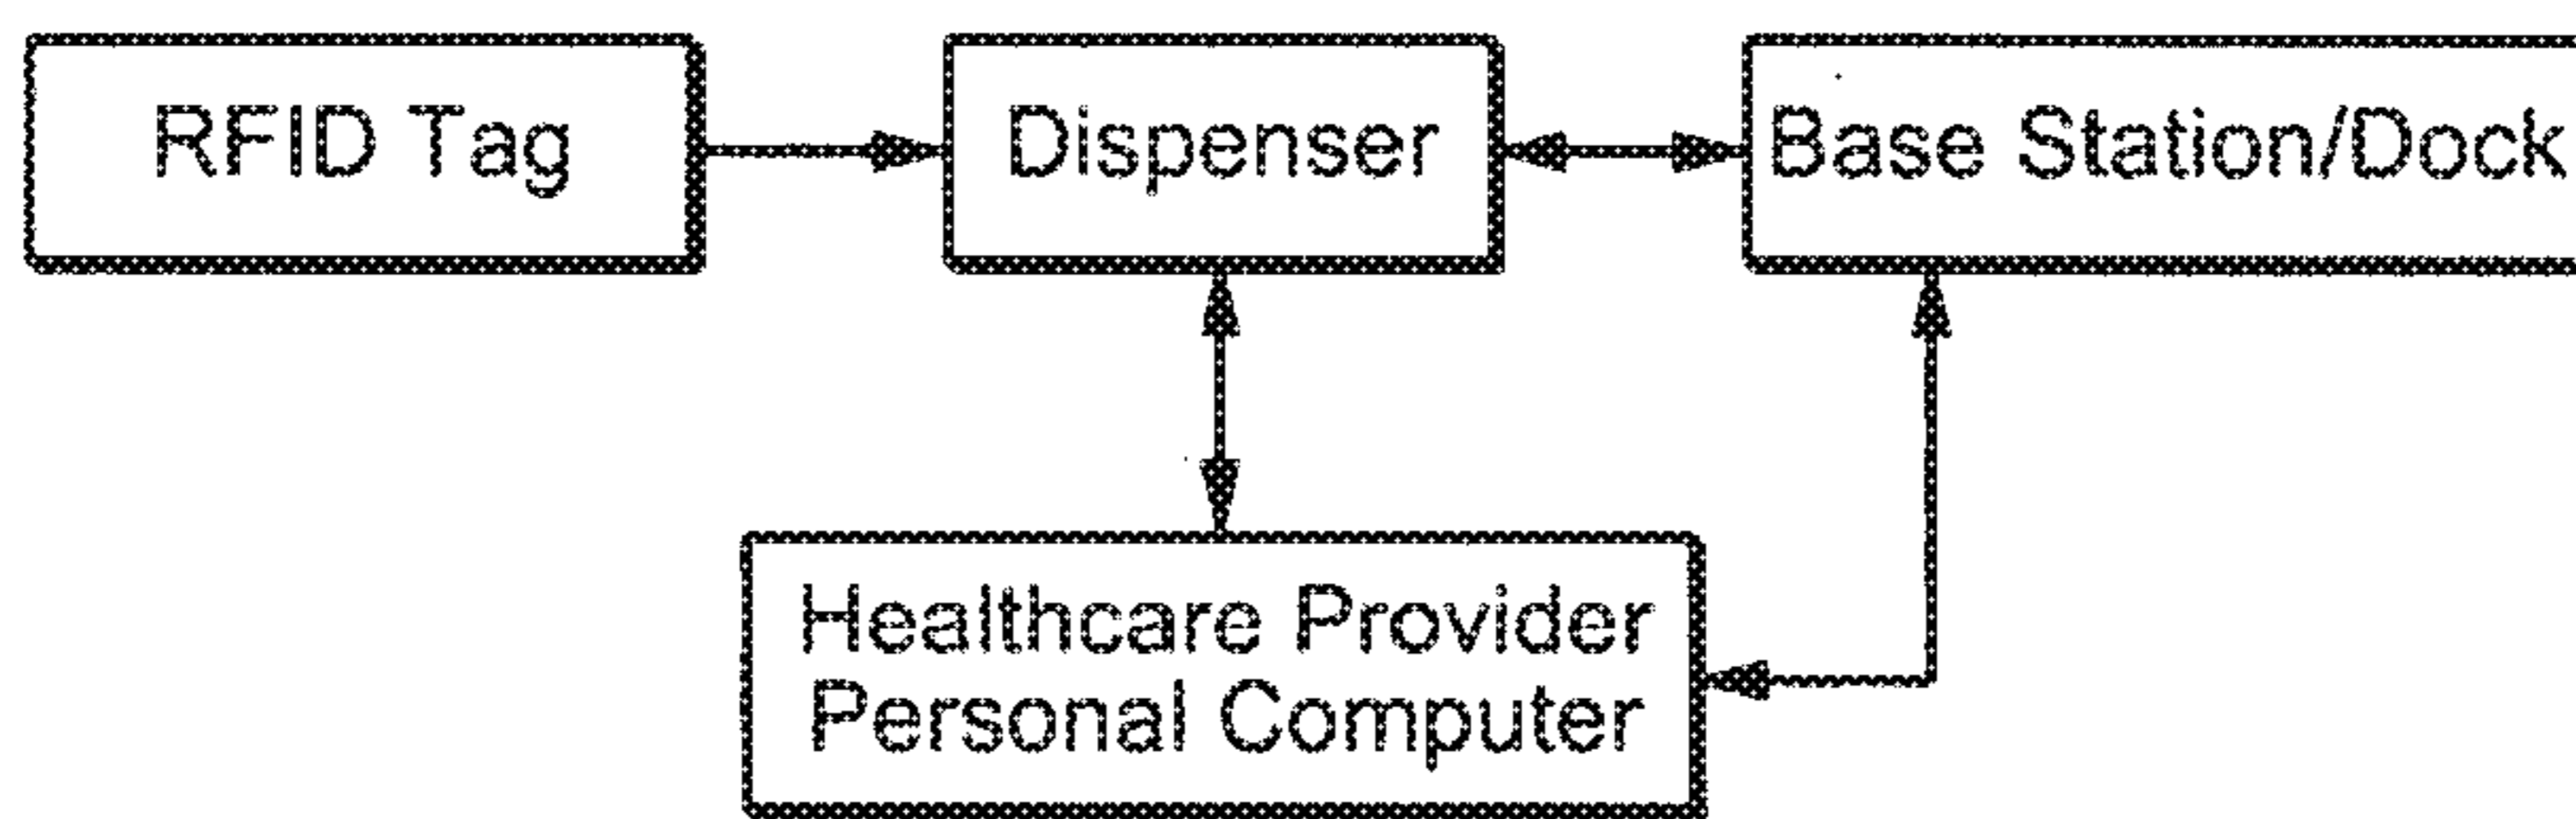 RFID Tag
Dispenser
Base Station/Dock
Healthcare Provider
Personal Computer